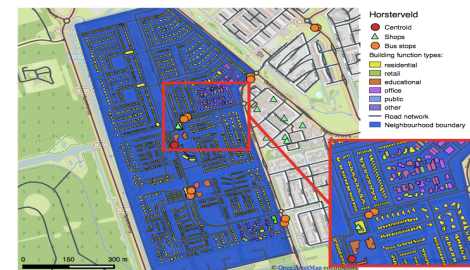 Horsterveld
Centroid
Shops
Bus stops
Building function types:
residential
retail
educational
office
public
other
Road network
Neighbourhood boundary
0 150 300 m
© OpenStreetMap contributors